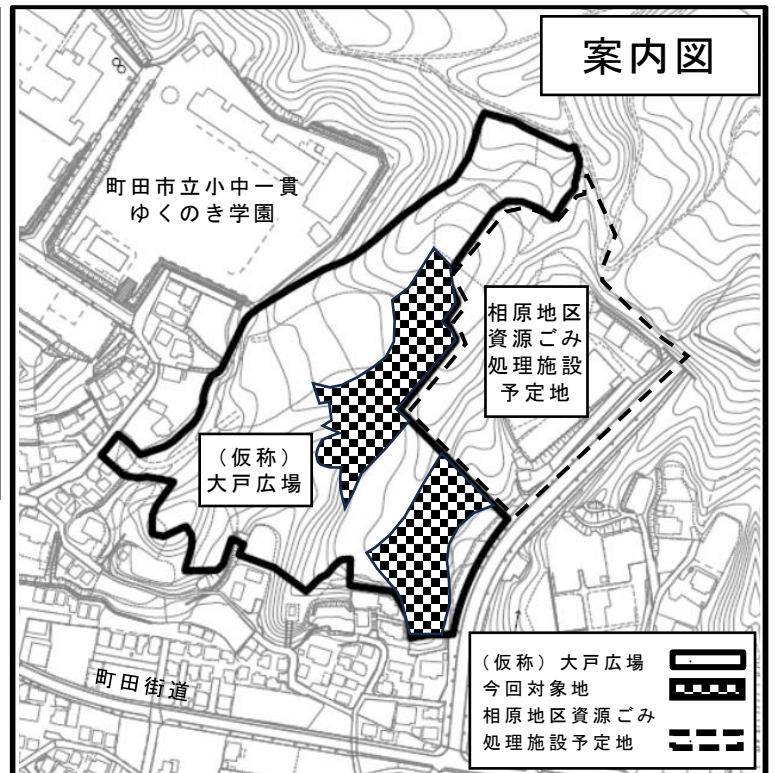 案内図
町田市立小中一貫
ゆくのき学園
相原地区
資源ごみ
処理施設
予定地
（仮称）
大戸広場
町田街道
（仮称）大戸広場
今回対象地
相原地区資源ごみ
処理施設予定地